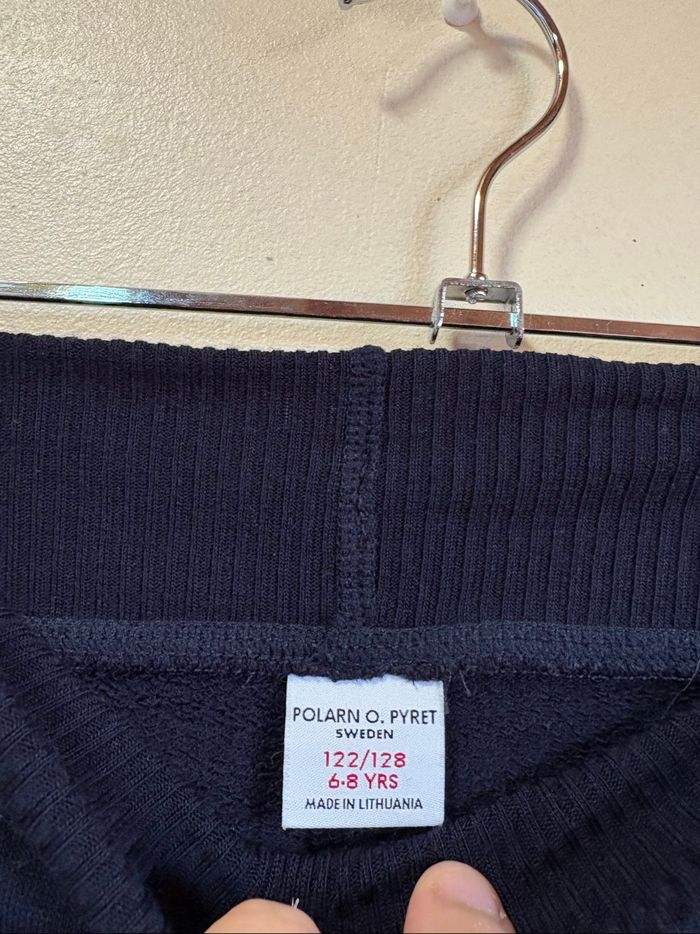 POLARN O. PYRET
SWEDEN
122/128
6-8 YRS
MADE IN LITHUANIA